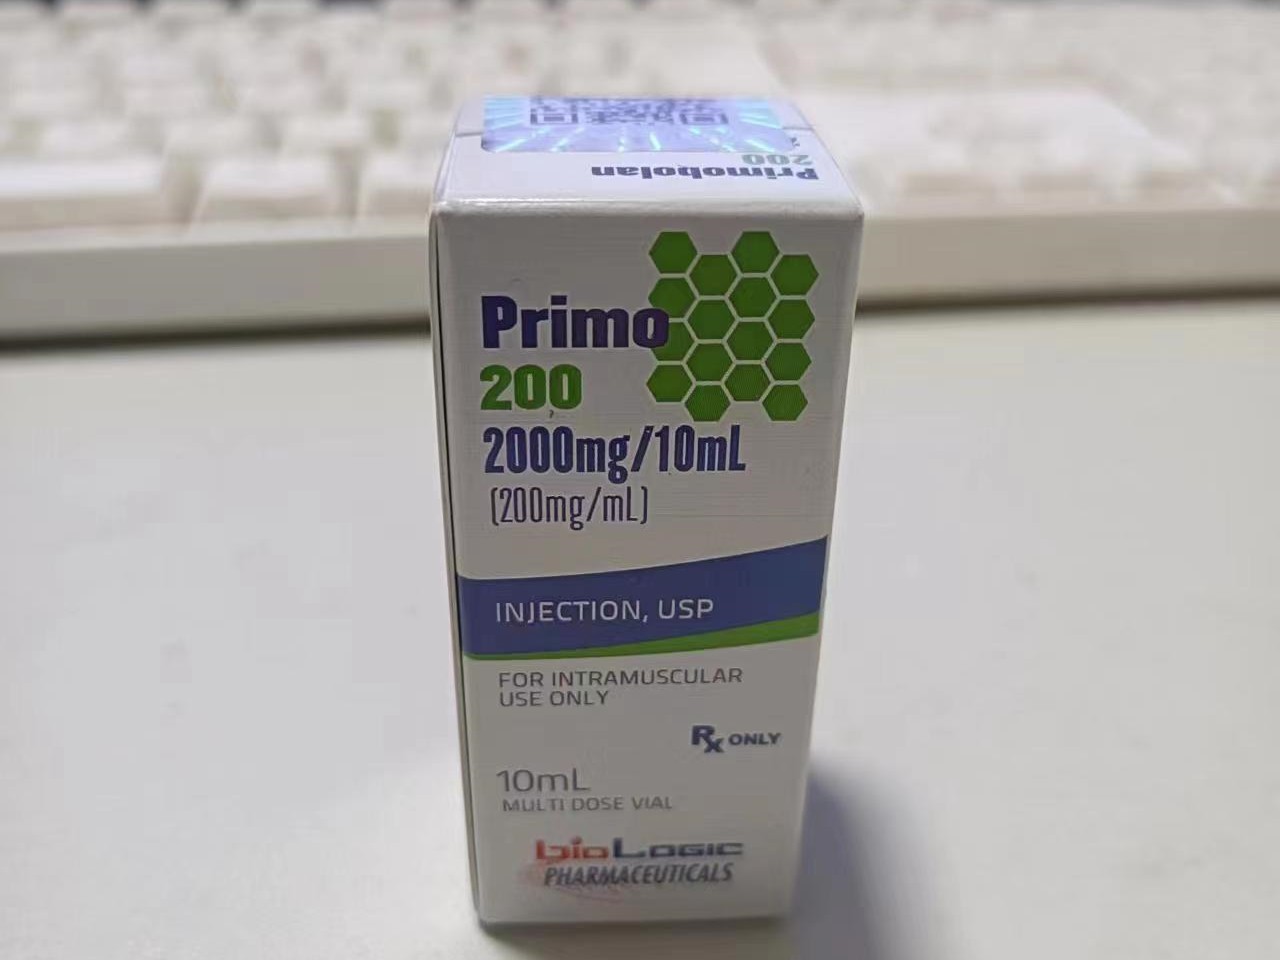 Primobolan
200
Primo
200
2000mg/10mL
(200mg/mL)
INJECTION, USP
FOR INTRAMUSCULAR
USE ONLY
Rx ONLY
10mL
MULTI DOSE VIAL
bioLOGIC
PHARMACEUTICALS